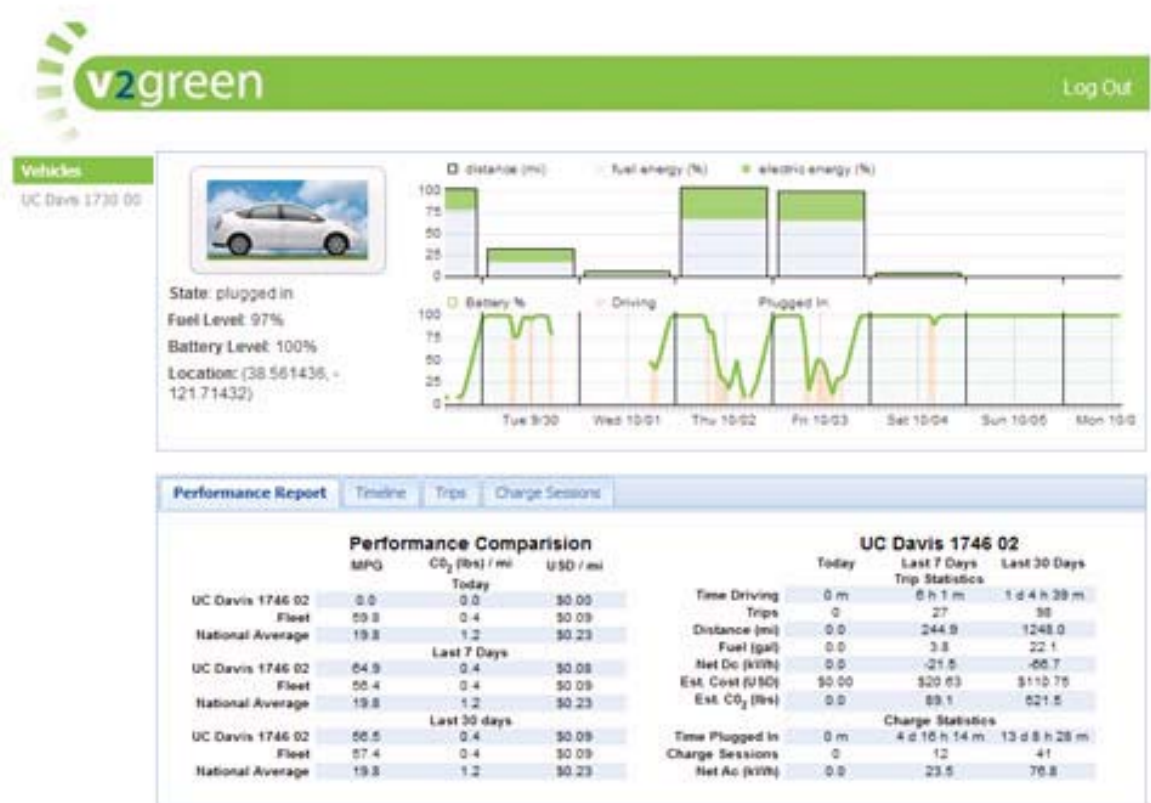 v2green
Log Out
Vehicles
UC Davis 1730 00
distance (mi) fuel energy (%) electric energy (%)
100
75
50
25
0
State: plugged in
Fuel Level: 97%
Battery Level: 100%
Location: (38.561436, -
121.71432)
Battery % Driving Plugged In
100
75
50
25
0
Tue 9/30 Wed 10/01 Thu 10/02 Fri 10/03 Sat 10/04 Sun 10/05 Mon 10/0
Performance Report Timeline Trips Charge Sessions
Performance Comparision
MPG C0₂ (lbs) / mi USD / mi
Today
UC Davis 1746 02 0.0 0.0 $0.00
Fleet 59.8 0.4 $0.09
National Average 19.8 1.2 $0.23
Last 7 Days
UC Davis 1746 02 64.9 0.4 $0.08
Fleet 56.4 0.4 $0.09
National Average 19.8 1.2 $0.23
Last 30 days
UC Davis 1746 02 56.5 0.4 $0.09
Fleet 57.4 0.4 $0.09
National Average 19.8 1.2 $0.23
UC Davis 1746 02
Today Last 7 Days Last 30 Days
Trip Statistics
Time Driving 0 m 6 h 1 m 1 d 4 h 39 m
Trips 0 27 98
Distance (mi) 0.0 244.9 1248.0
Fuel (gal) 0.0 3.8 22.1
Net Dc (kWh) 0.0 -21.5 -66.7
Est. Cost (USD) $0.00 $20.63 $110.75
Est. C0₂ (lbs) 0.0 89.1 521.5
Charge Statistics
Time Plugged In 0 m 4 d 16 h 14 m 13 d 8 h 28 m
Charge Sessions 0 12 41
Net Ac (kWh) 0.0 23.5 76.8